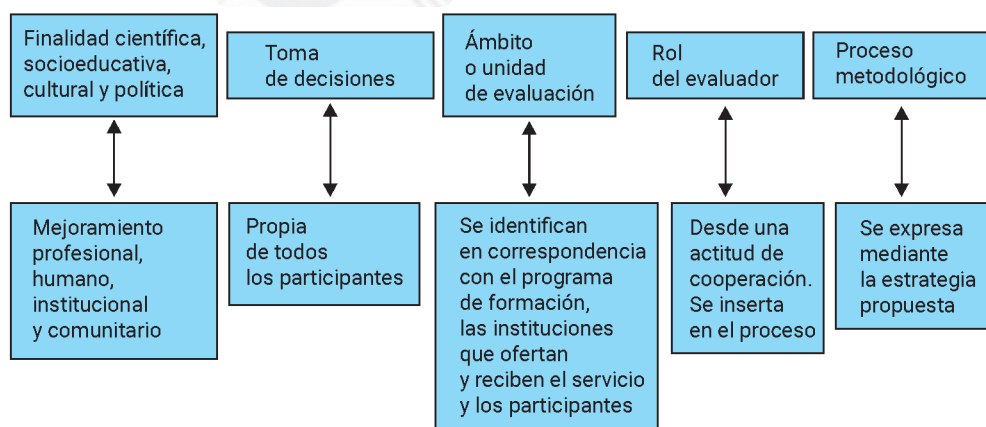 Finalidad científica,
socioeducativa,
cultural y política
Toma
de decisiones
Ámbito
o unidad
de evaluación
Rol
del evaluador
Proceso
metodológico
Mejoramiento
profesional,
humano,
institucional
y comunitario
Propia
de todos
los participantes
Se identifican
en correspondencia
con el programa
de formación,
las instituciones
que ofertan
y reciben el servicio
y los participantes
Desde una
actitud de
cooperación.
Se inserta
en el proceso
Se expresa
mediante
la estrategia
propuesta